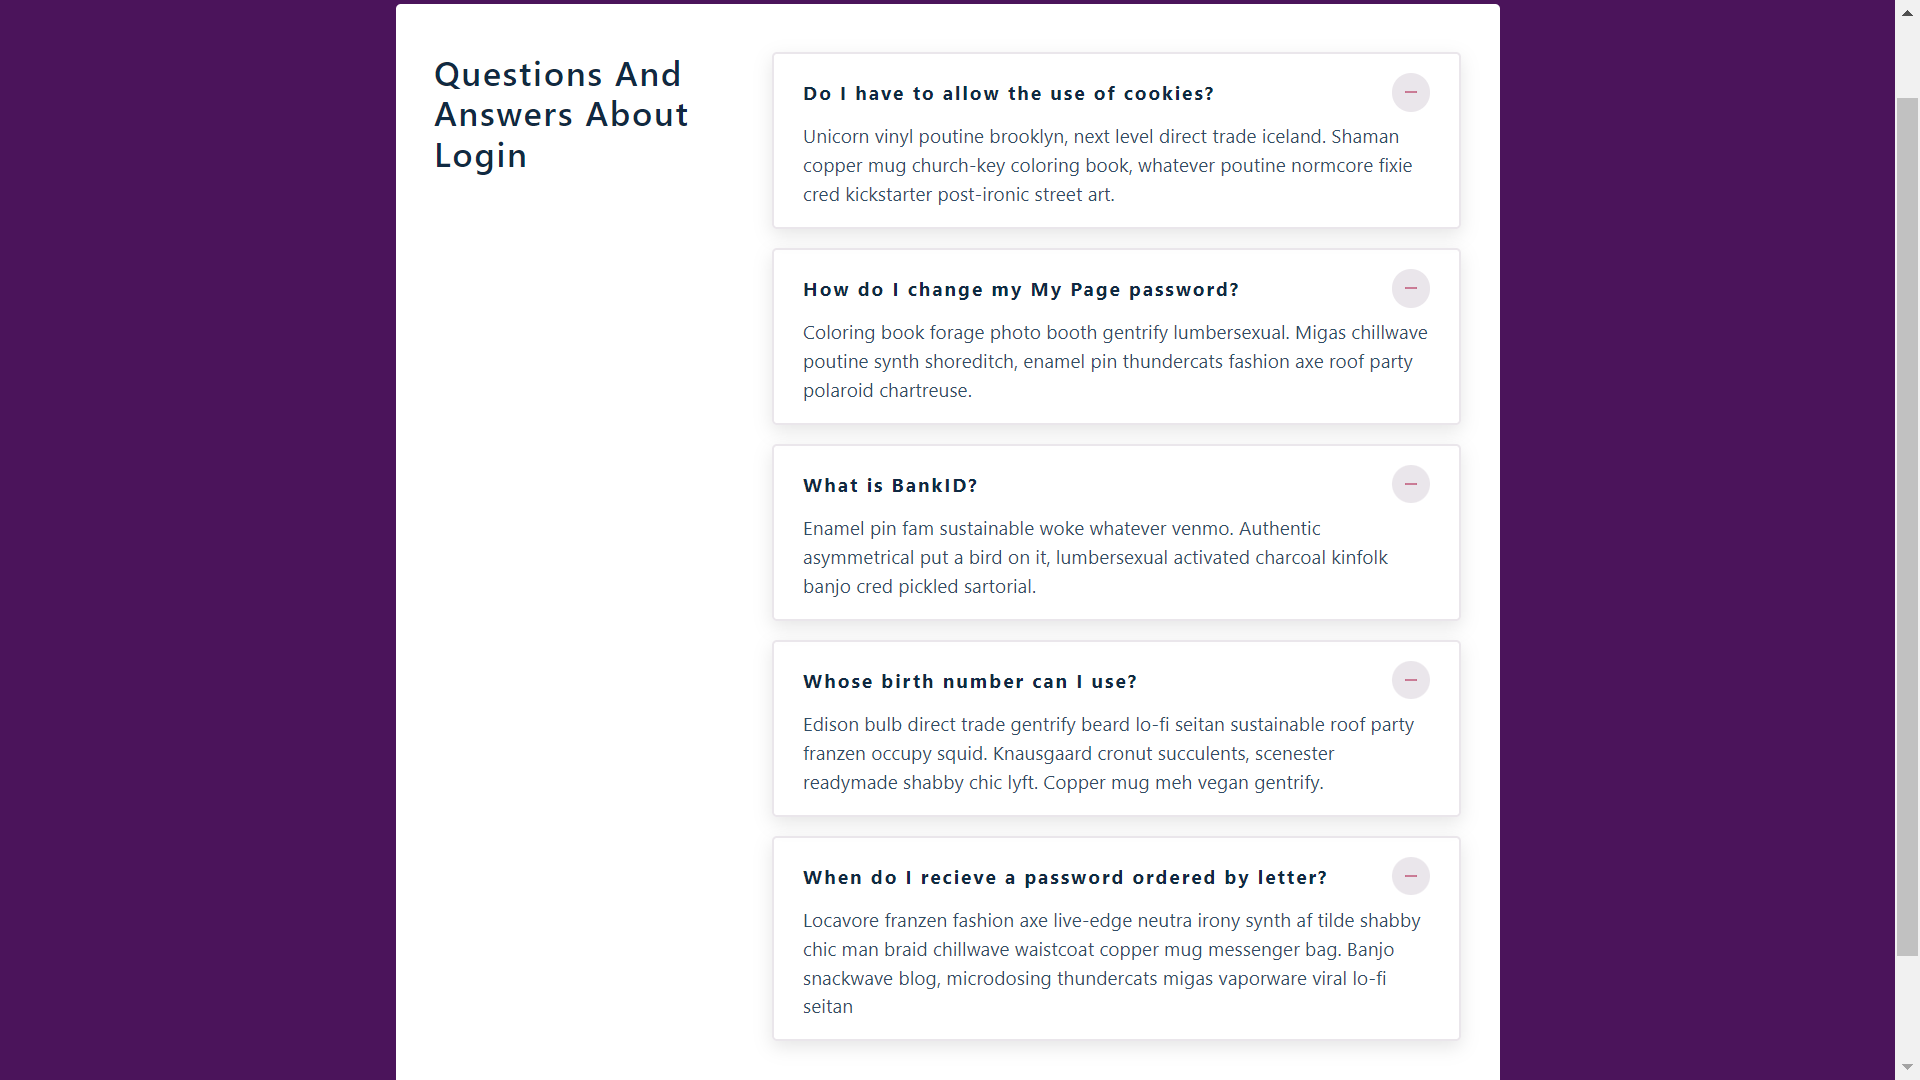 Questions And
Answers About
Login
Do I have to allow the use of cookies?
Unicorn vinyl poutine brooklyn, next level direct trade iceland. Shaman
copper mug church-key coloring book, whatever poutine normcore fixie
cred kickstarter post-ironic street art.
How do I change my My Page password?
Coloring book forage photo booth gentrify lumbersexual. Migas chillwave
poutine synth shoreditch, enamel pin thundercats fashion axe roof party
polaroid chartreuse.
What is BankID?
Enamel pin fam sustainable woke whatever venmo. Authentic
asymmetrical put a bird on it, lumbersexual activated charcoal kinfolk
banjo cred pickled sartorial.
Whose birth number can I use?
Edison bulb direct trade gentrify beard lo-fi seitan sustainable roof party
franzen occupy squid. Knausgaard cronut succulents, scenester
readymade shabby chic lyft. Copper mug meh vegan gentrify.
When do I recieve a password ordered by letter?
Locavore franzen fashion axe live-edge neutra irony synth af tilde shabby
chic man braid chillwave waistcoat copper mug messenger bag. Banjo
snackwave blog, microdosing thundercats migas vaporware viral lo-fi
seitan